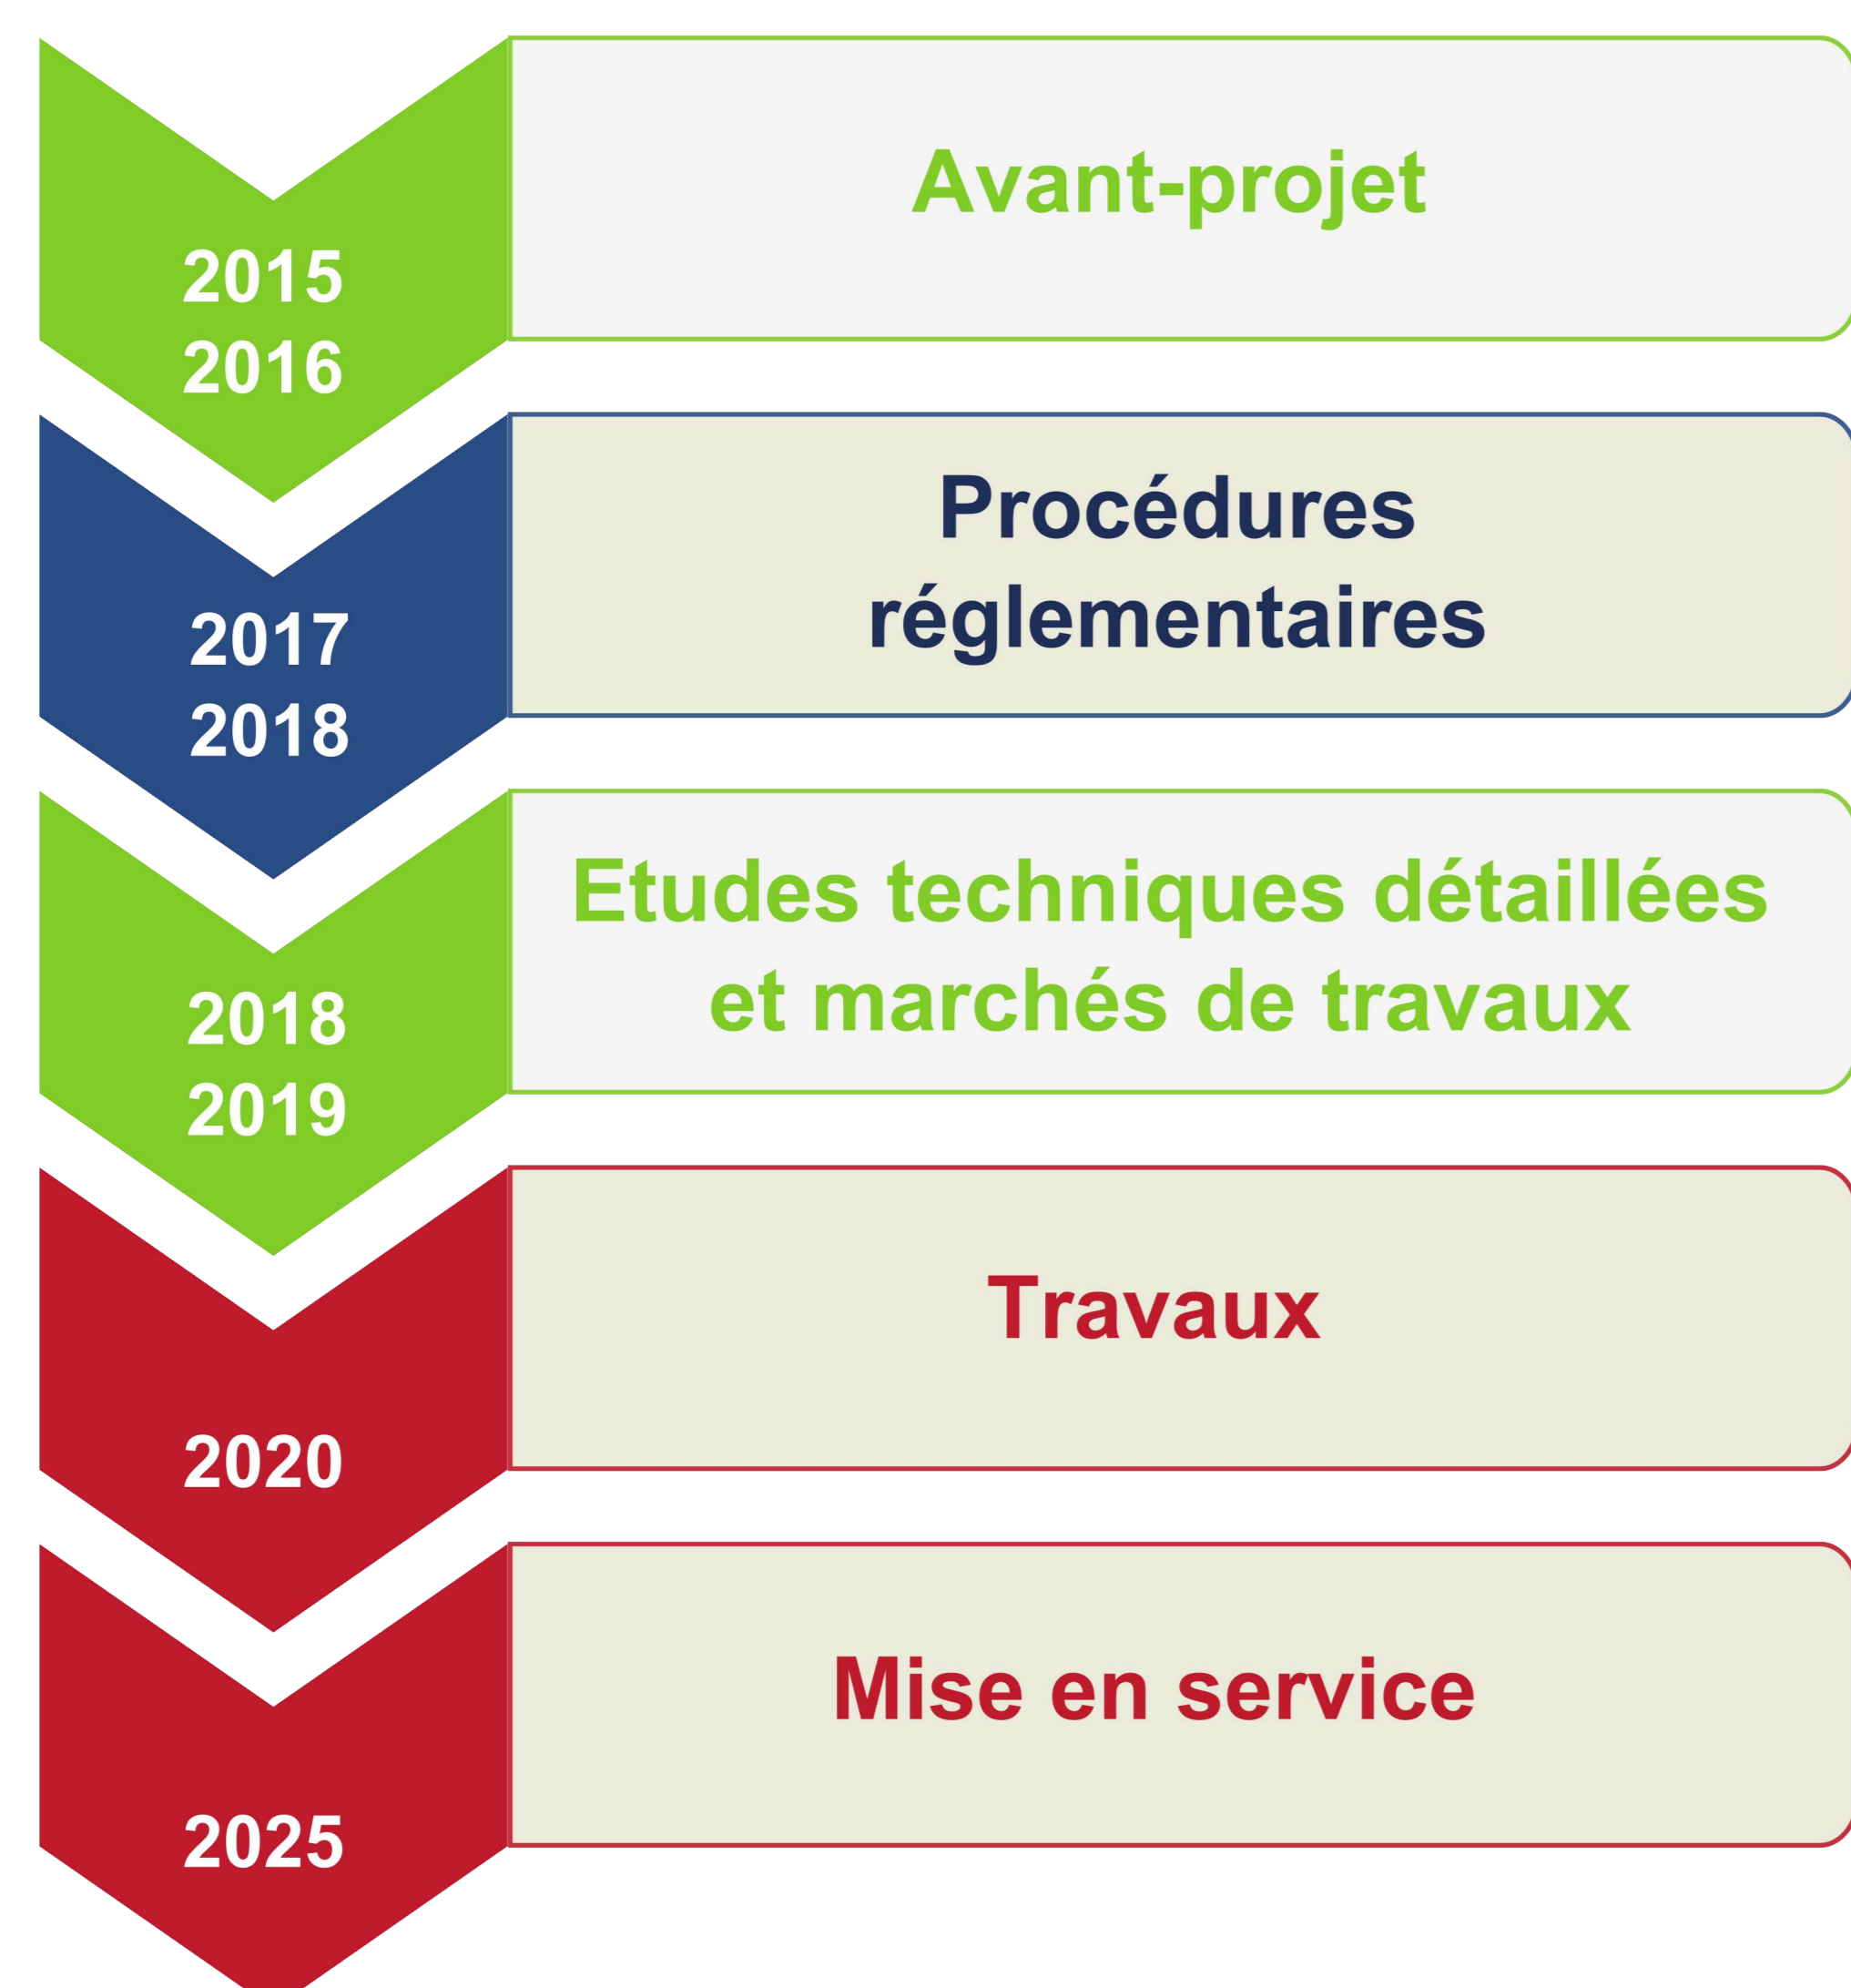 Avant-projet
2015
2016
Procédures
réglementaires
2017
2018
Etudes techniques détaillées
et marchés de travaux
2018
2019
Travaux
2020
Mise en service
2025